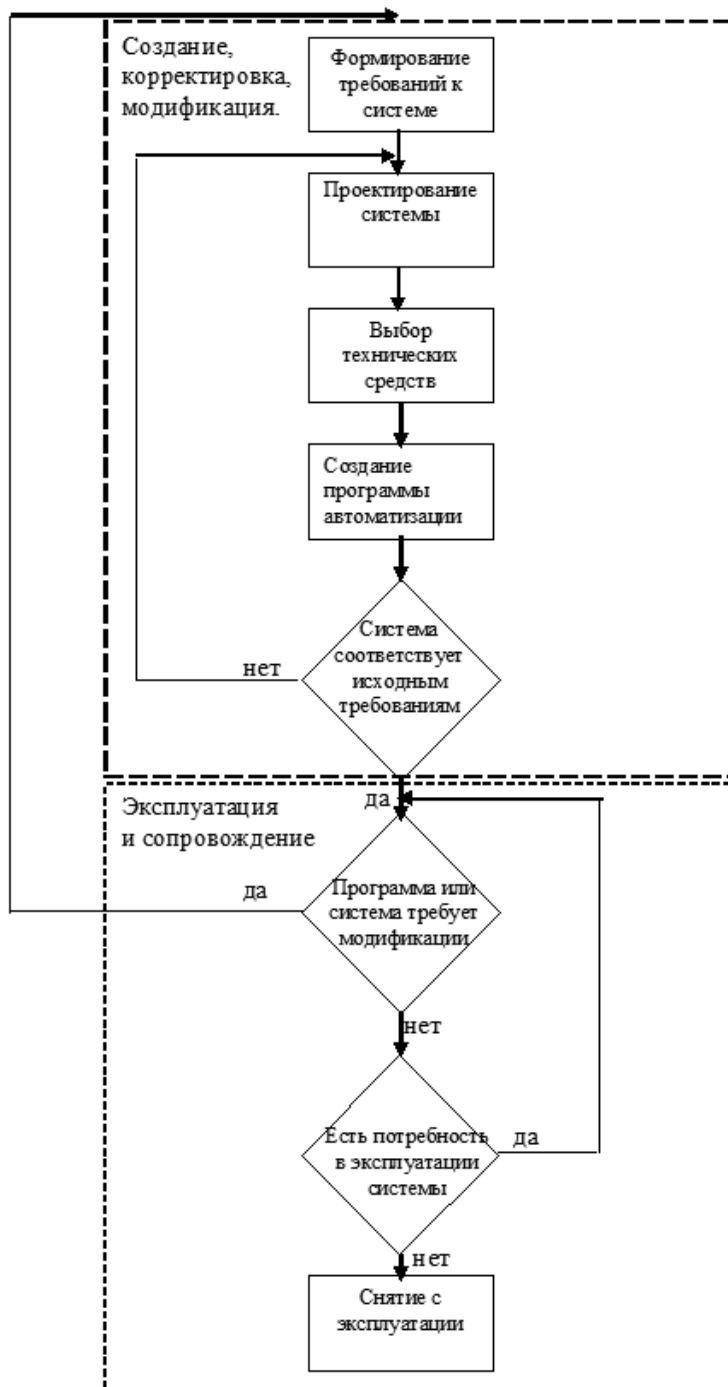 Создание,
корректировка,
модификация.
Формирование
требований к
системе
Проектирование
системы
Выбор
технических
средств
Создание
программы
автоматизации
Система
соответствует
исходным
требованиям
нет
да
Эксплуатация
и сопровождение
да
Программа или
система требует
модификации
нет
Есть потребность
в эксплуатации
системы
да
нет
Снятие с
эксплуатации